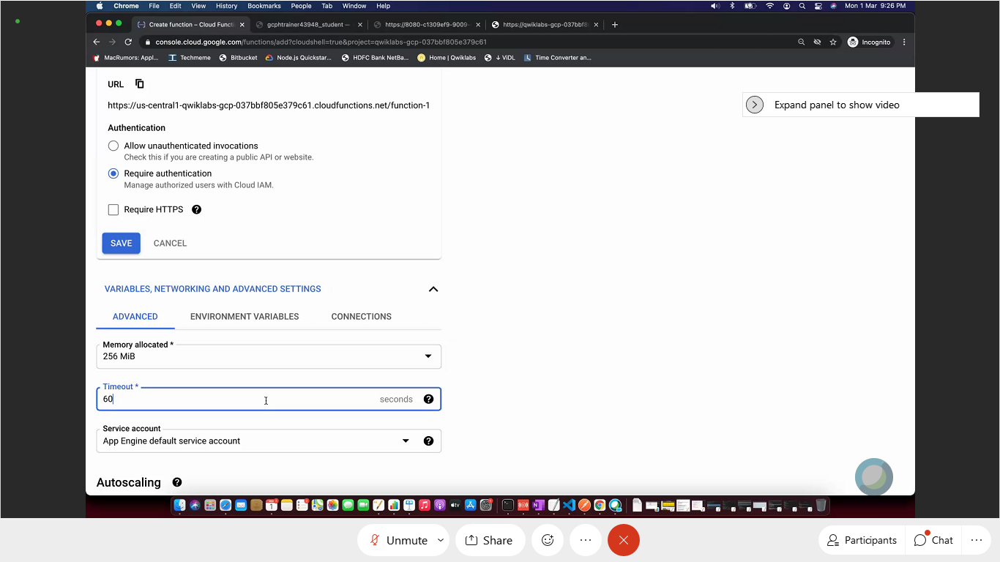 Chrome File Edit View History Bookmarks People Tab Window Help Mon 1 Mar 9:26 PM
Create function – Cloud Functi gcphtrainer43948_student — https://8080-c1309ef9-9009- https://qwiklabs-gcp-037bbf8
console.cloud.google.com/functions/add?cloudshell=true&project=qwiklabs-gcp-037bbf805e379c61 Incognito
MacRumors: Appl... Techmeme Bitbucket Node.js Quickstar... HDFC Bank NetBa... Home | Qwiklabs ↓ ViDL Time Converter an...
URL
https://us-central1-qwiklabs-gcp-037bbf805e379c61.cloudfunctions.net/function-1
Expand panel to show video
Authentication
Allow unauthenticated invocations
Check this if you are creating a public API or website.
Require authentication
Manage authorized users with Cloud IAM.
Require HTTPS
SAVE CANCEL
VARIABLES, NETWORKING AND ADVANCED SETTINGS
ADVANCED ENVIRONMENT VARIABLES CONNECTIONS
Memory allocated *
256 MiB
Timeout *
60 seconds
Service account
App Engine default service account
Autoscaling
Unmute Share Participants Chat